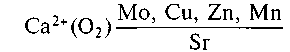 Ca²⁺(O₂) Mo, Cu, Zn, Mn
Sr